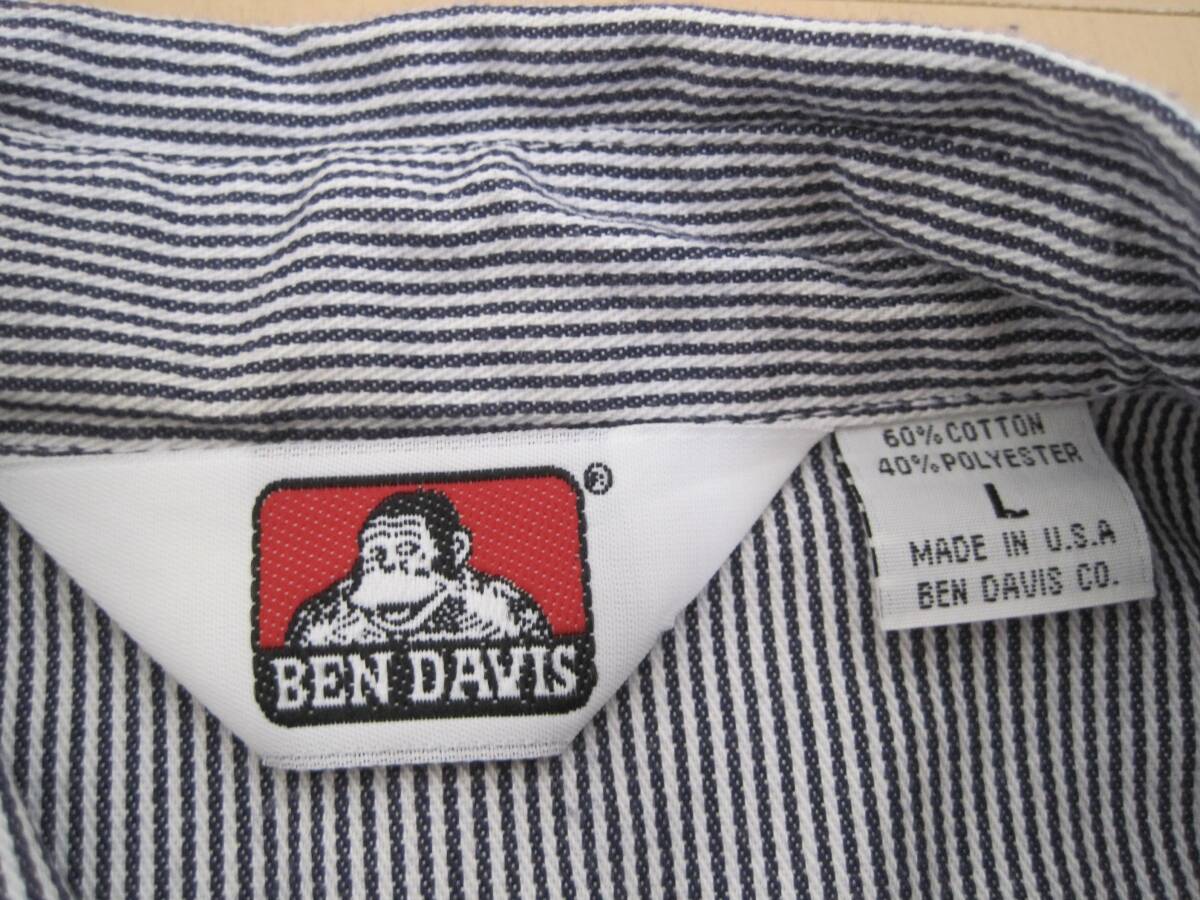 ®
BEN DAVIS
60% COTTON
40% POLYESTER
L
MADE IN U.S.A
BEN DAVIS CO.